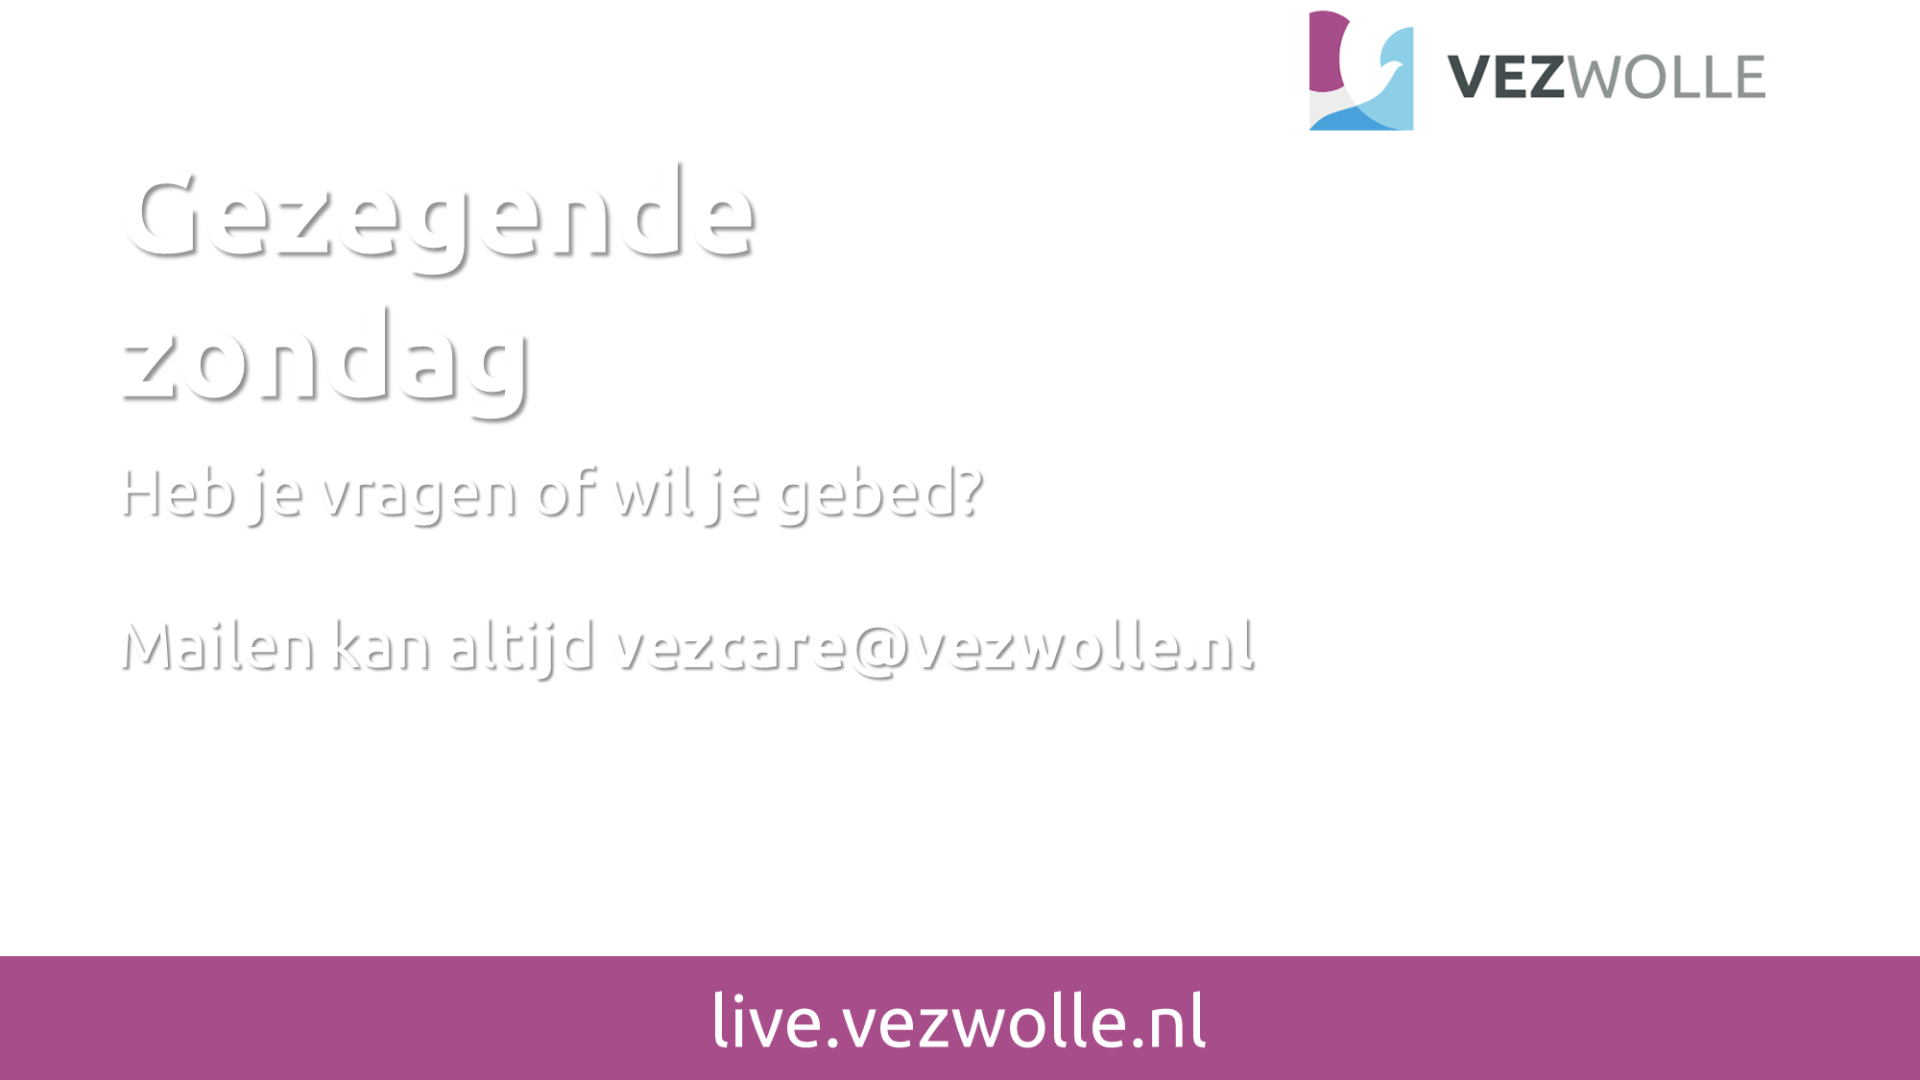 VEZWOLLE
Gezegende
zondag
Heb je vragen of wil je gebed?
Mailen kan altijd vezcare@vezwolle.nl
live.vezwolle.nl